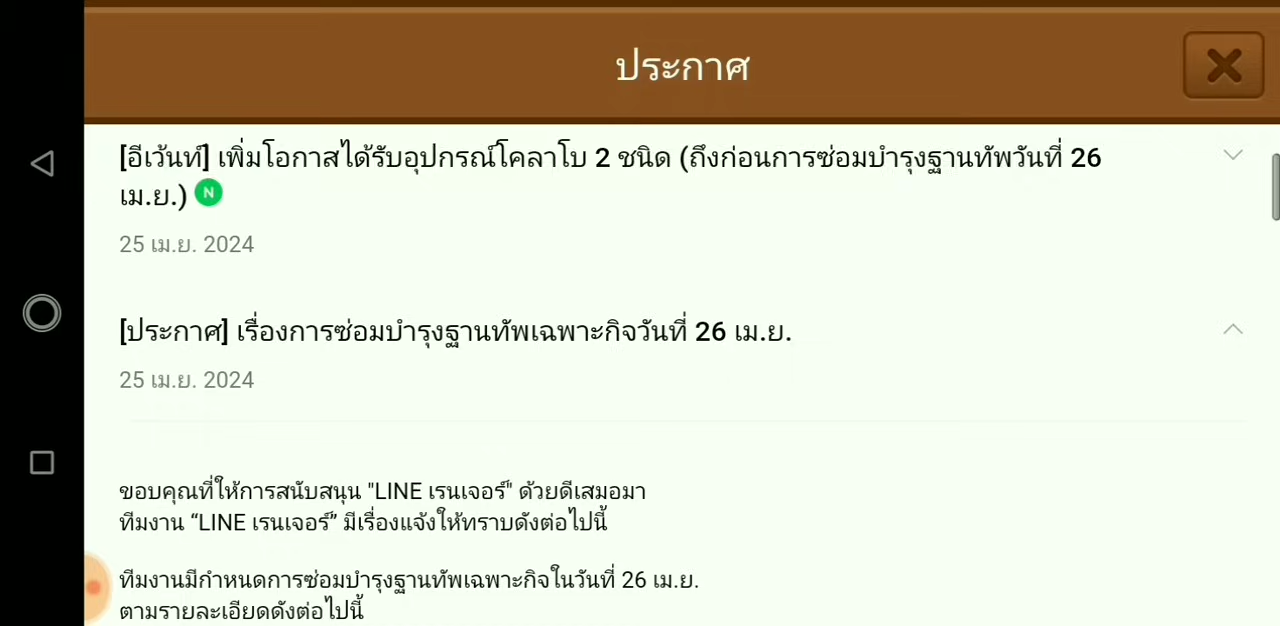 ประกาศ
[อีเว้นท์] เพิ่มโอกาสได้รับอุปกรณ์โคลาโบ 2 ชนิด (ถึงก่อนการซ่อมบำรุงฐานทัพวันที่ 26
เม.ย.) N
25 เม.ย. 2024
[ประกาศ] เรื่องการซ่อมบำรุงฐานทัพเฉพาะกิจวันที่ 26 เม.ย.
25 เม.ย. 2024
ขอบคุณที่ให้การสนับสนุน "LINE เรนเจอร์" ด้วยดีเสมอมา
ทีมงาน “LINE เรนเจอร์” มีเรื่องแจ้งให้ทราบดังต่อไปนี้
ทีมงานมีกำหนดการซ่อมบำรุงฐานทัพเฉพาะกิจในวันที่ 26 เม.ย.
ตามรายละเอียดดังต่อไปนี้